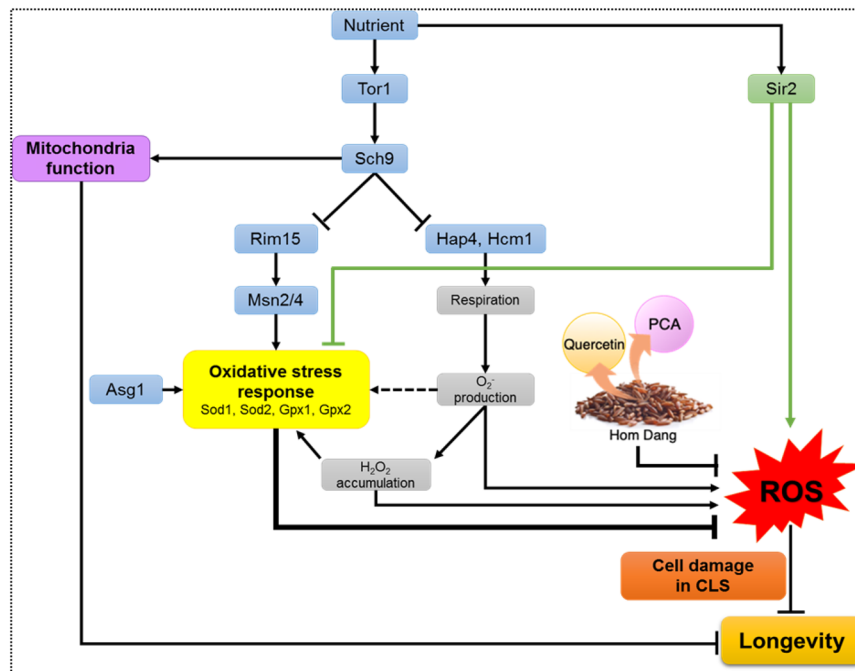 Nutrient
Tor1
Sir2
Mitochondria
function
Sch9
Rim15
Hap4, Hcm1
Msn2/4
Respiration
Quercetin
PCA
Oxidative stress
response
Sod1, Sod2, Gpx1, Gpx2
Asg1
O₂⁻
production
Hom Dang
H₂O₂
accumulation
ROS
Cell damage
in CLS
Longevity